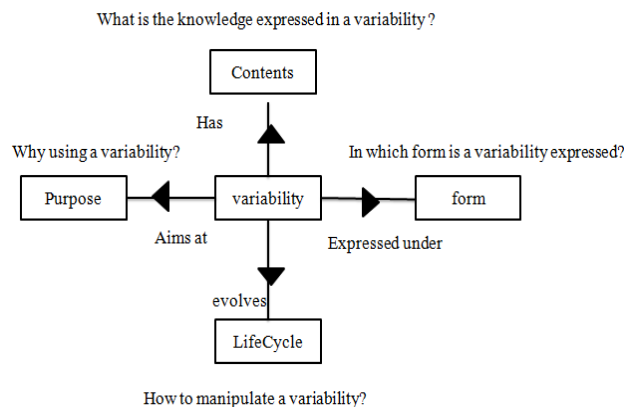 What is the knowledge expressed in a variability ?
Contents
Has
Why using a variability?
In which form is a variability expressed?
Purpose
variability
form
Aims at
Expressed under
evolves
LifeCycle
How to manipulate a variability?